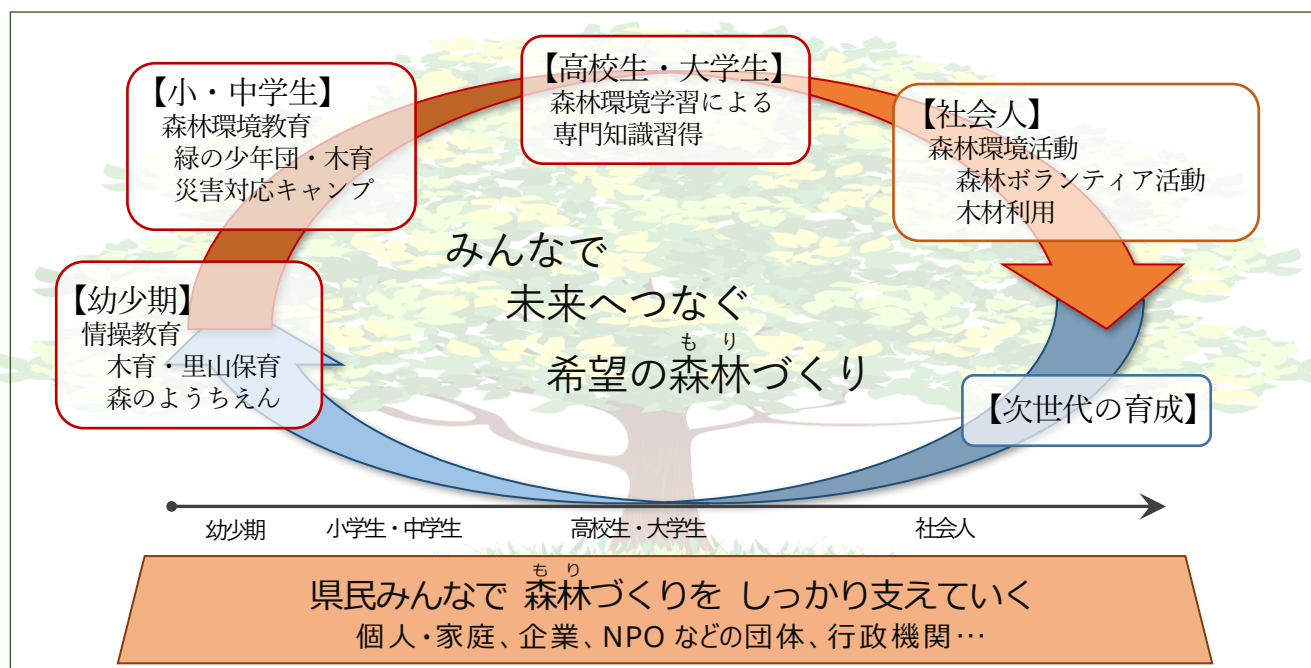 【小・中学生】
森林環境教育
緑の少年団・木育
災害対応キャンプ
【高校生・大学生】
森林環境学習による
専門知識習得
【社会人】
森林環境活動
森林ボランティア活動
木材利用
【幼少期】
情操教育
木育・里山保育
森のようちえん
みんなで
未来へつなぐ
もり
希望の森林づくり
【次世代の育成】
幼少期 小学生・中学生 高校生・大学生 社会人
もり
県民みんなで 森林づくりを しっかり支えていく
個人・家庭、企業、NPO などの団体、行政機関…